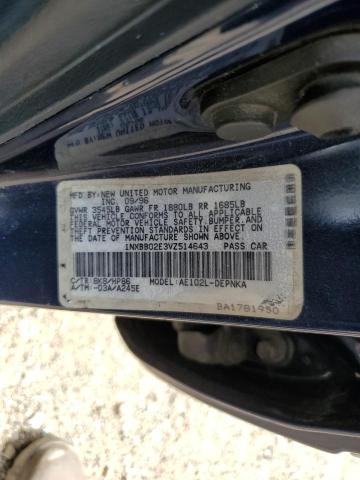 MFD.BY:NEW UNITED MOTOR MANUFACTURING
INC. 09/96
GVWR 3545LB GAWR FR 1880LB RR 1685LB
THIS VEHICLE CONFORMS TO ALL APPLICABLE
FEDERAL MOTOR VEHICLE SAFETY,BUMPER,AND
THEFT PREVENTION STANDARDS IN EFFECT ON
THE DATE OF MANUFACTURE SHOWN ABOVE.
1NXBB02E3VZ514643 PASS CAR
C/TR:8K8/HP86 MODEL:AE102L-DEPNKA
A/TM:-03A/A245E
BA1781950